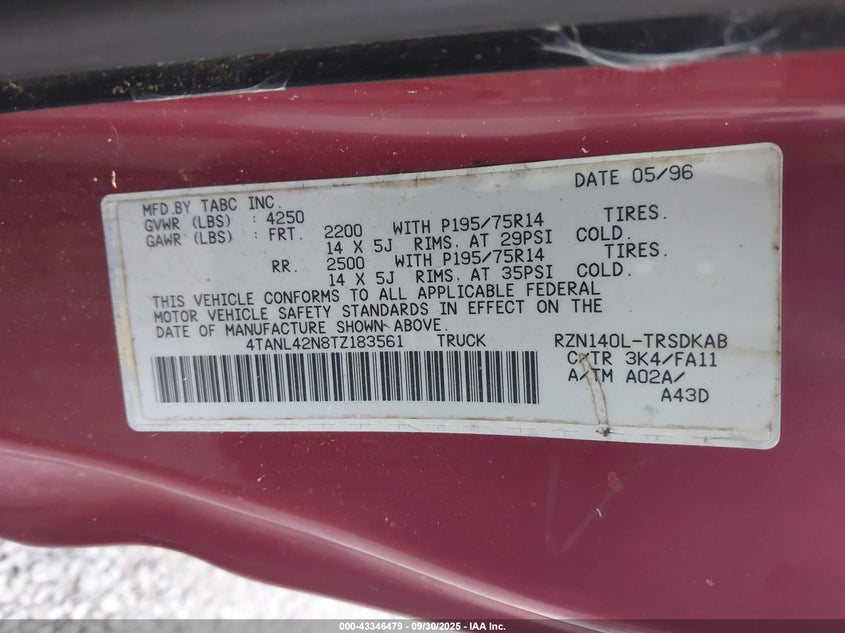 DATE 05/96
MFD.BY TABC INC.
GVWR (LBS) : 4250
GAWR (LBS) : FRT. 2200 WITH P195/75R14 TIRES.
14 X 5J RIMS. AT 29PSI COLD.
RR. 2500 WITH P195/75R14 TIRES.
14 X 5J RIMS. AT 35PSI COLD.
THIS VEHICLE CONFORMS TO ALL APPLICABLE FEDERAL
MOTOR VEHICLE SAFETY STANDARDS IN EFFECT ON THE
DATE OF MANUFACTURE SHOWN ABOVE.
4TANL42N8TZ183561 TRUCK RZN140L-TRSDKAB
C/TR 3K4/FA11
A/TM A02A/
A43D
000-43346479 — 09/30/2025 — IAA Inc.